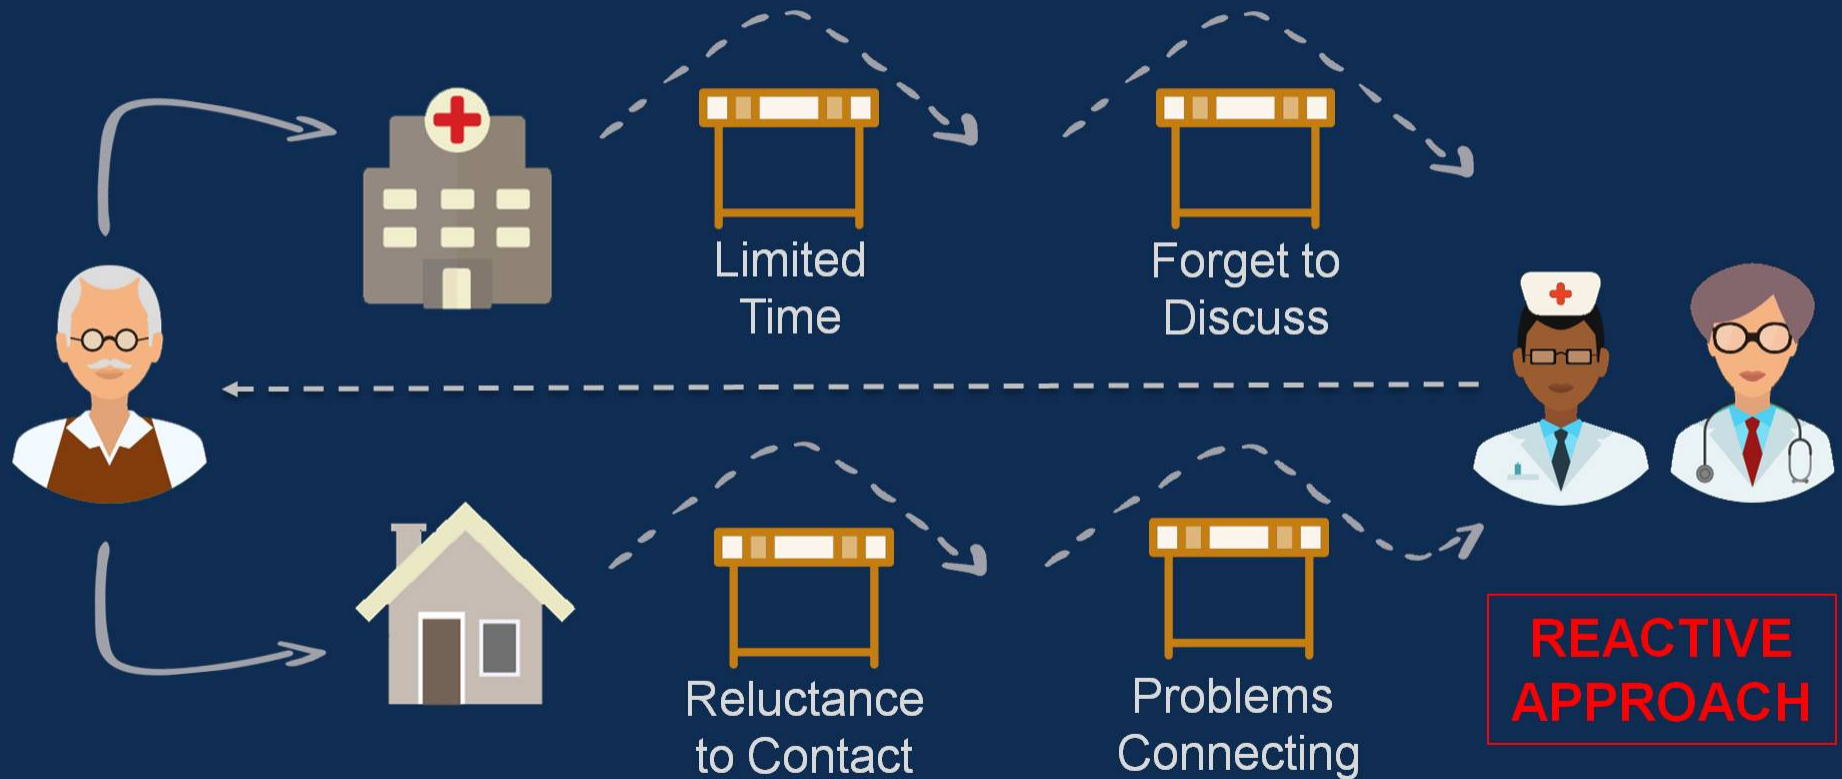 Limited
Time
Forget to
Discuss
Reluctance
to Contact
Problems
Connecting
REACTIVE
APPROACH